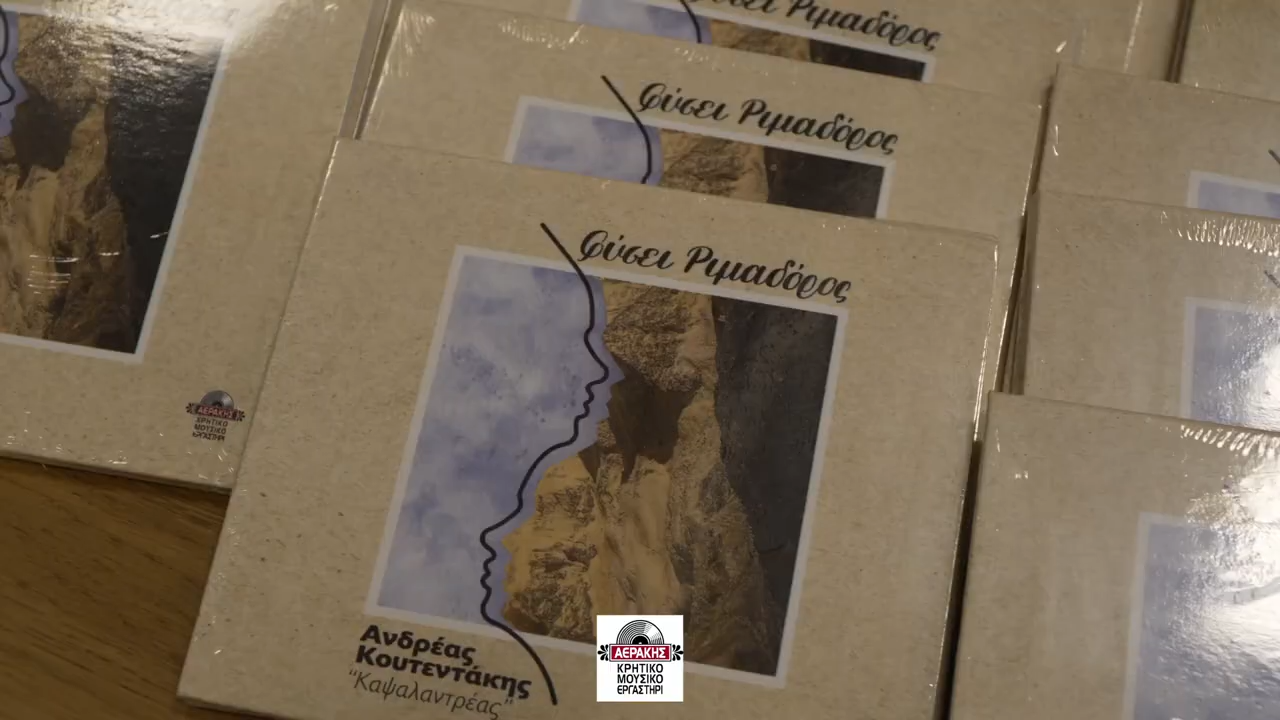 φύσει Ριμαδόρος
φύσει Ριμαδόρος
φύσει Ριμαδόρος
ΑΕΡΑΚΗΣ
ΚΡΗΤΙΚΟ
ΜΟΥΣΙΚΟ
ΕΡΓΑΣΤΗΡΙ
Ανδρέας
Κουτεντάκης
"Καψαλαντρέας"
ΑΕΡΑΚΗΣ
ΚΡΗΤΙΚΟ
ΜΟΥΣΙΚΟ
ΕΡΓΑΣΤΗΡΙ